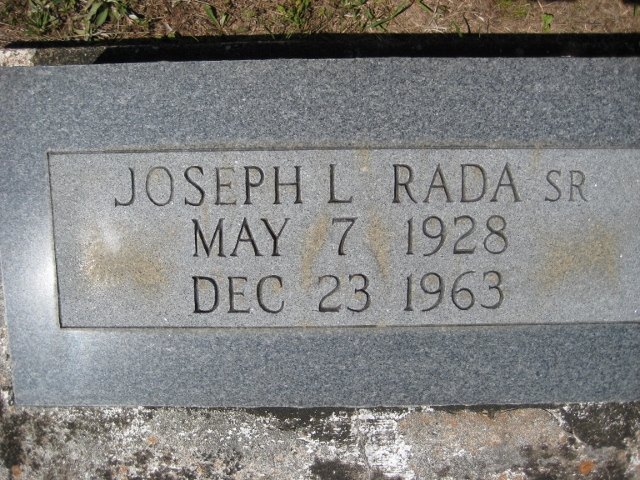 JOSEPH L RADA SR
MAY 7 1928
DEC 23 1963